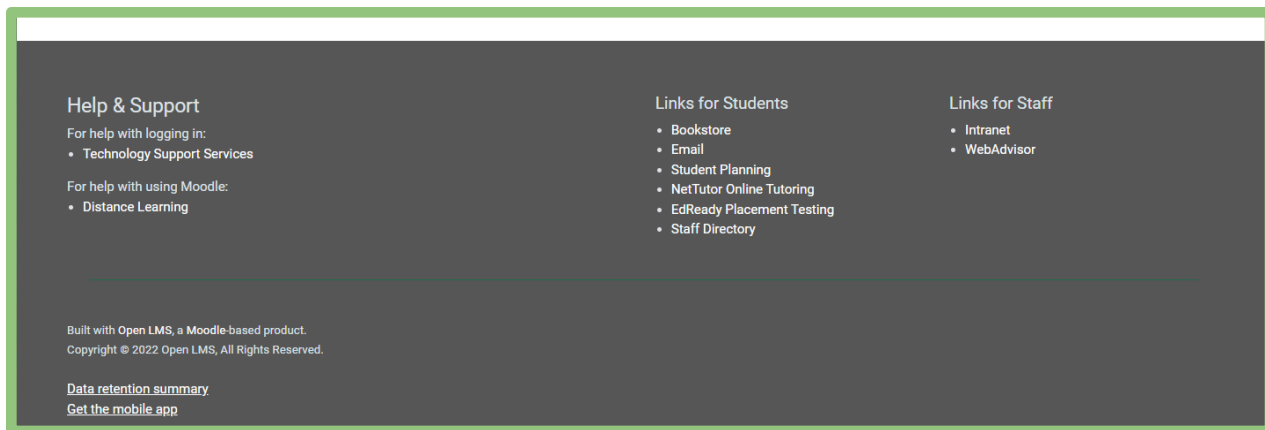 Help & Support
For help with logging in:
• Technology Support Services
For help with using Moodle:
• Distance Learning
Links for Students
• Bookstore
• Email
• Student Planning
• NetTutor Online Tutoring
• EdReady Placement Testing
• Staff Directory
Links for Staff
• Intranet
• WebAdvisor
Built with Open LMS, a Moodle-based product.
Copyright © 2022 Open LMS, All Rights Reserved.
Data retention summary
Get the mobile app